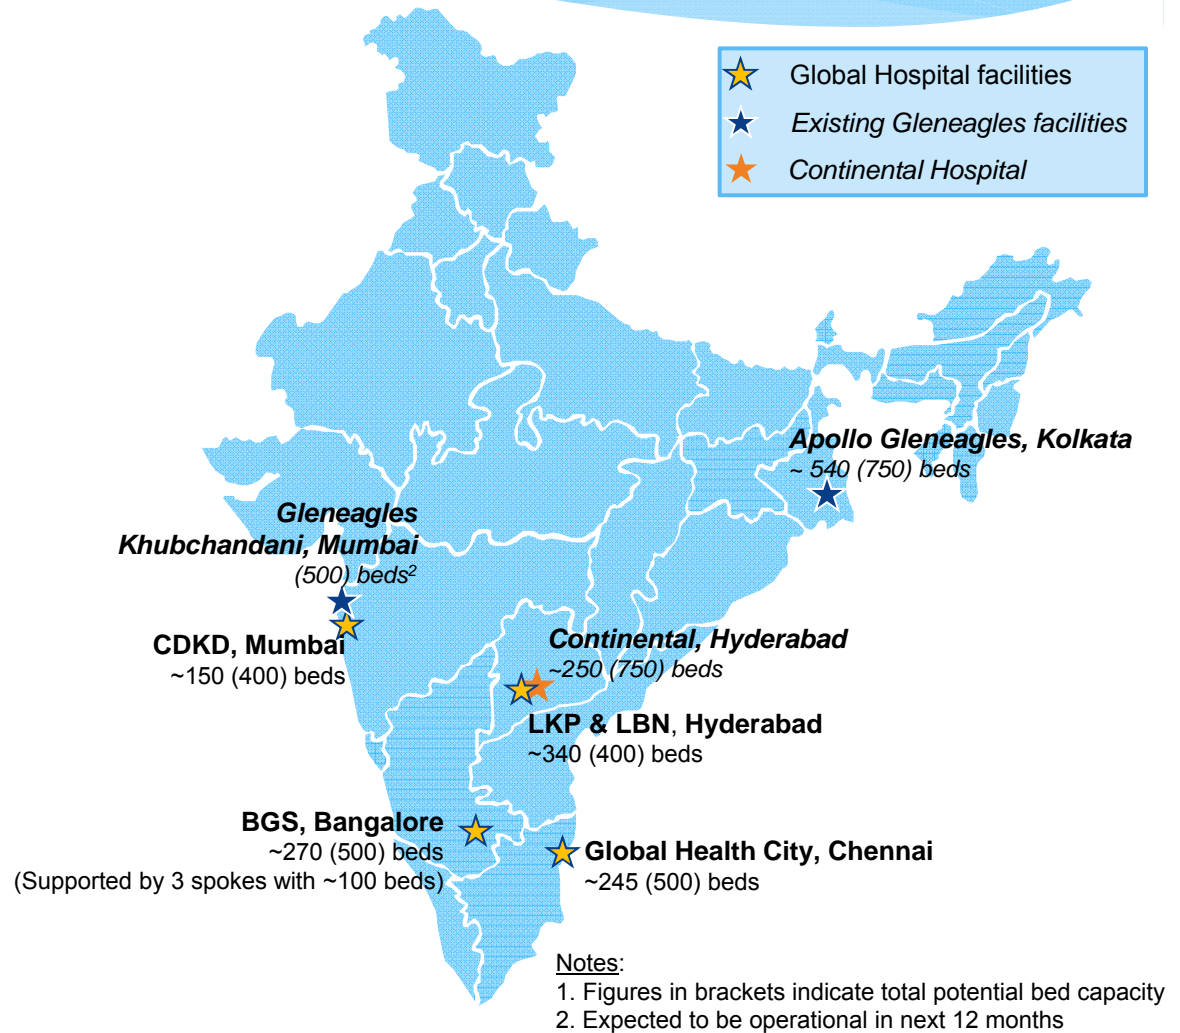 Global Hospital facilities
Existing Gleneagles facilities
Continental Hospital
Apollo Gleneagles, Kolkata
~ 540 (750) beds
Gleneagles
Khubchandani, Mumbai
(500) beds²
CDKD, Mumbai
~150 (400) beds
Continental, Hyderabad
~250 (750) beds
LKP & LBN, Hyderabad
~340 (400) beds
BGS, Bangalore
~270 (500) beds
(Supported by 3 spokes with ~100 beds)
Global Health City, Chennai
~245 (500) beds
Notes:
1. Figures in brackets indicate total potential bed capacity
2. Expected to be operational in next 12 months